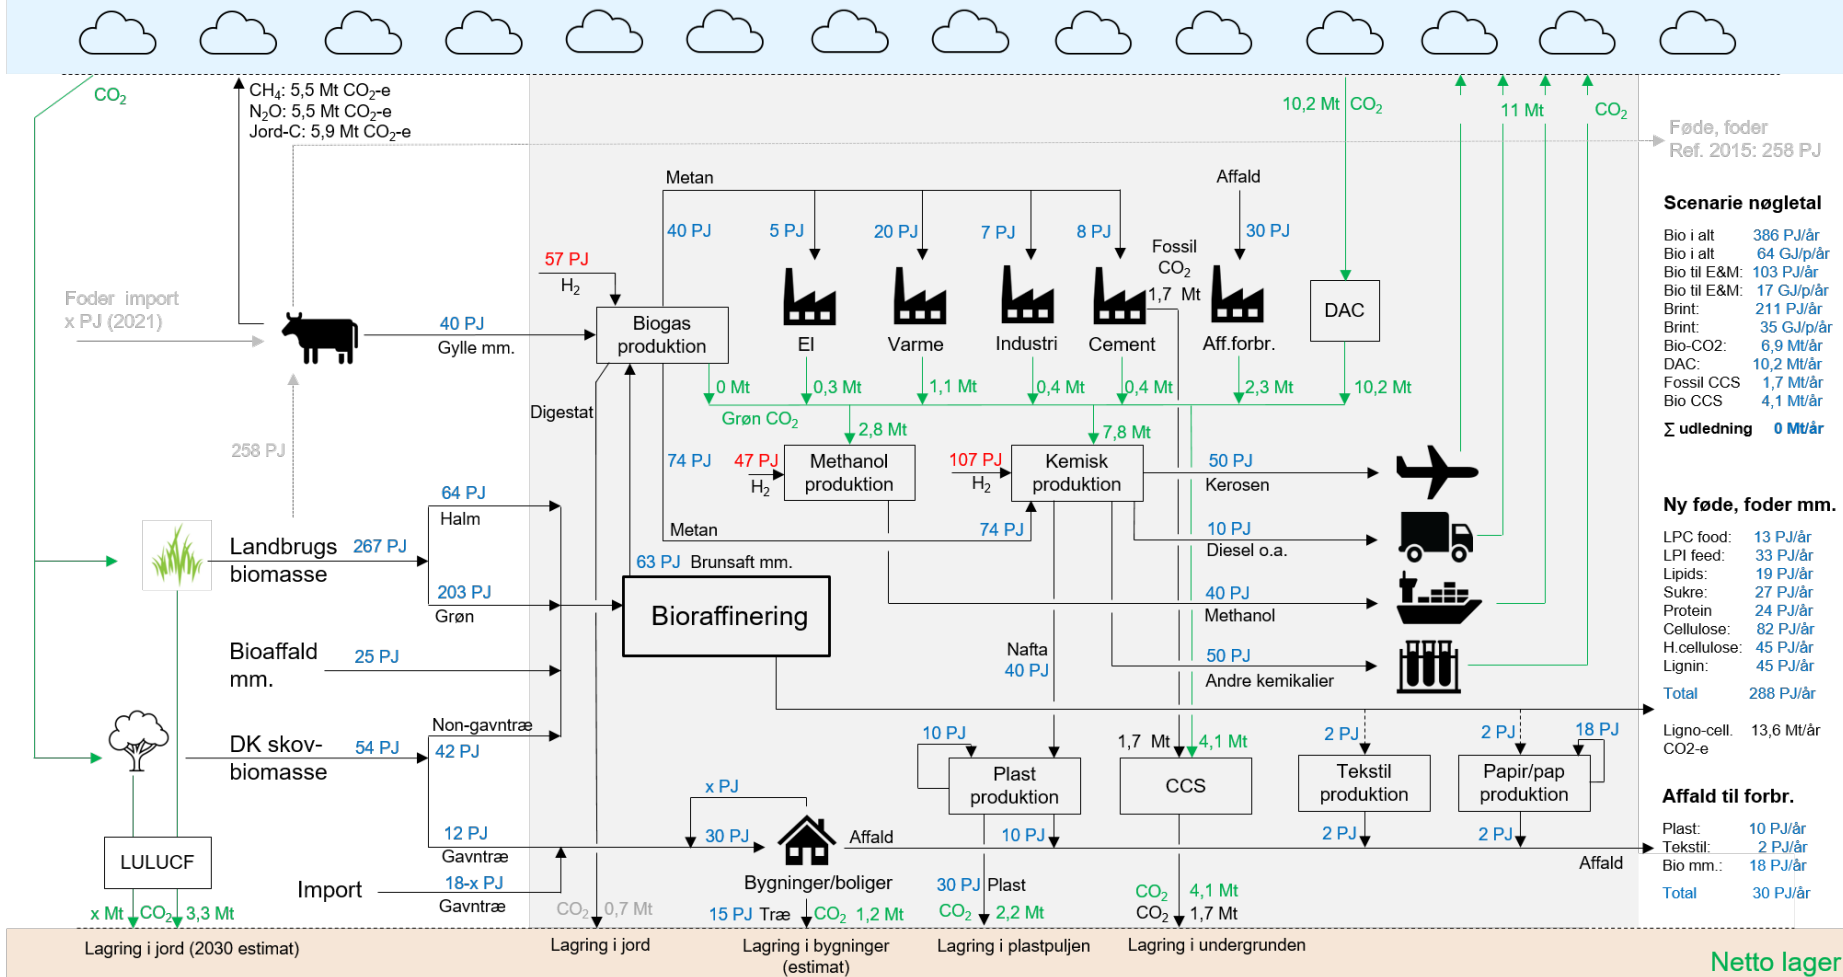 CO₂
CH₄: 5,5 Mt CO₂-e
N₂O: 5,5 Mt CO₂-e
Jord-C: 5,9 Mt CO₂-e
10,2 Mt CO₂
11 Mt
CO₂
Føde, foder
Ref. 2015: 258 PJ
Metan
Affald
40 PJ
5 PJ
20 PJ
7 PJ
8 PJ
Fossil
CO₂
1,7 Mt
30 PJ
57 PJ
H₂
Foder import
x PJ (2021)
40 PJ
Gylle mm.
Biogas
produktion
El
Varme
Industri
Cement
Aff.forbr.
DAC
0 Mt
0,3 Mt
1,1 Mt
0,4 Mt
0,4 Mt
2,3 Mt
10,2 Mt
Digestat
Grøn CO₂
2,8 Mt
7,8 Mt
258 PJ
74 PJ
47 PJ
H₂
Methanol
produktion
107 PJ
H₂
Kemisk
produktion
50 PJ
Kerosen
64 PJ
Halm
Metan
74 PJ
10 PJ
Diesel o.a.
Landbrugs
biomasse
267 PJ
63 PJ Brunsaft mm.
203 PJ
Grøn
Bioraffinering
40 PJ
Methanol
Bioaffald
mm.
25 PJ
Nafta
40 PJ
50 PJ
Andre kemikalier
Non-gavntræ
42 PJ
DK skov-
biomasse
54 PJ
10 PJ
1,7 Mt
4,1 Mt
2 PJ
2 PJ
18 PJ
Plast
produktion
CCS
Tekstil
produktion
Papir/pap
produktion
x PJ
12 PJ
Gavntræ
30 PJ
Affald
10 PJ
2 PJ
2 PJ
Affald
LULUCF
Import
18-x PJ
Gavntræ
Bygninger/boliger
30 PJ Plast
CO₂ 2,2 Mt
CO₂ 4,1 Mt
CO₂ 1,7 Mt
x Mt CO₂ 3,3 Mt
CO₂ 0,7 Mt
15 PJ Træ CO₂ 1,2 Mt
Lagring i jord (2030 estimat)
Lagring i jord
Lagring i bygninger
(estimat)
Lagring i plastpuljen
Lagring i undergrunden
Netto lager
Scenarie nøgletal
Bio i alt 386 PJ/år
Bio i alt 64 GJ/p/år
Bio til E&M: 103 PJ/år
Bio til E&M: 17 GJ/p/år
Brint: 211 PJ/år
Brint: 35 GJ/p/år
Bio-CO2: 6,9 Mt/år
DAC: 10,2 Mt/år
Fossil CCS 1,7 Mt/år
Bio CCS 4,1 Mt/år
∑ udledning 0 Mt/år
Ny føde, foder mm.
LPC food: 13 PJ/år
LPI feed: 33 PJ/år
Lipids: 19 PJ/år
Sukre: 27 PJ/år
Protein 24 PJ/år
Cellulose: 82 PJ/år
H.cellulose: 45 PJ/år
Lignin: 45 PJ/år
Total 288 PJ/år
Ligno-cell. 13,6 Mt/år
CO2-e
Affald til forbr.
Plast: 10 PJ/år
Tekstil: 2 PJ/år
Bio mm.: 18 PJ/år
Total 30 PJ/år